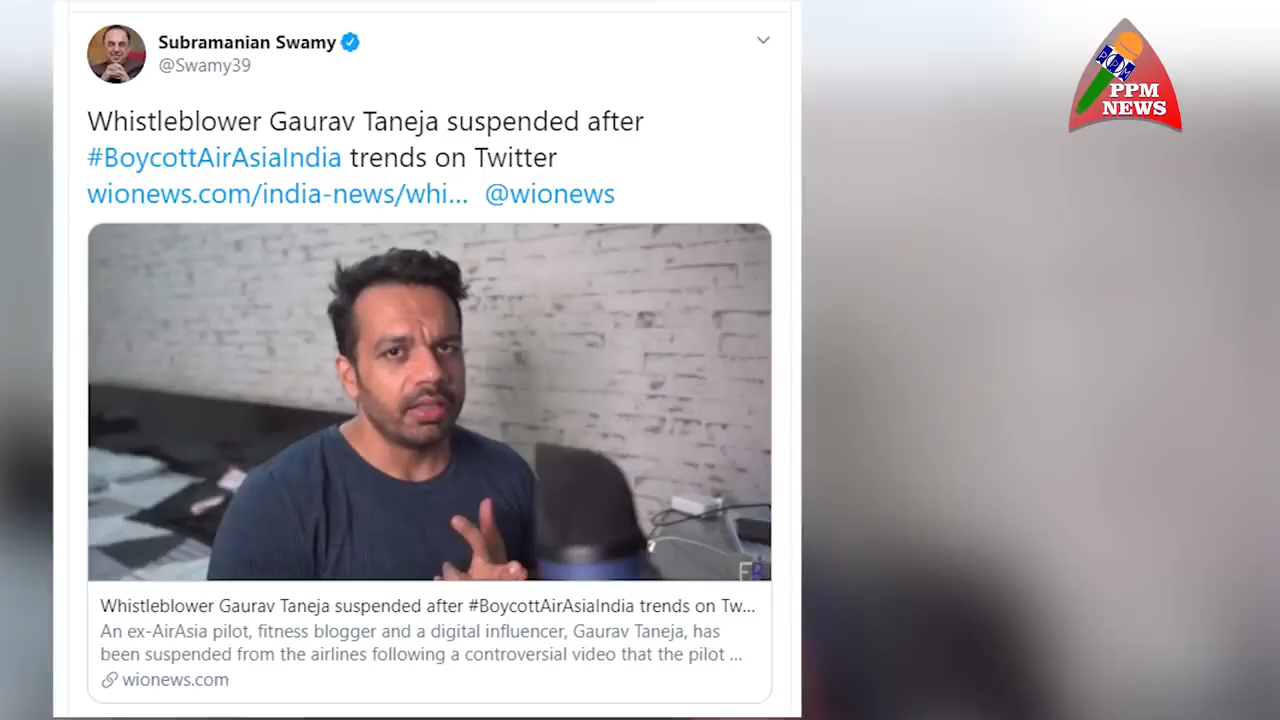 Subramanian Swamy
@Swamy39
PPM
PPM
NEWS
Whistleblower Gaurav Taneja suspended after
#BoycottAirAsiaIndia trends on Twitter
wionews.com/india-news/whi... @wionews
Whistleblower Gaurav Taneja suspended after #BoycottAirAsiaIndia trends on Tw...
An ex-AirAsia pilot, fitness blogger and a digital influencer, Gaurav Taneja, has
been suspended from the airlines following a controversial video that the pilot ...
wionews.com